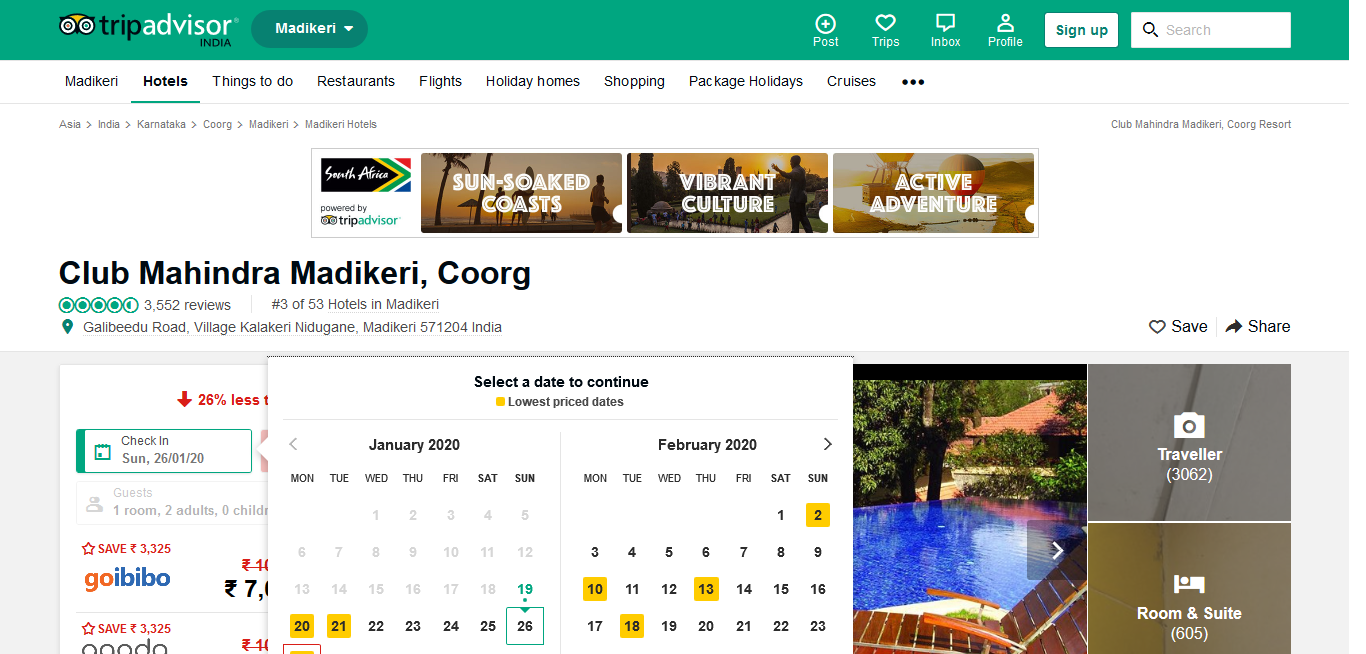 tripadvisor
INDIA
Madikeri
Post
Trips
Inbox
Profile
Sign up
Search
Madikeri
Hotels
Things to do
Restaurants
Flights
Holiday homes
Shopping
Package Holidays
Cruises
Asia > India > Karnataka > Coorg > Madikeri > Madikeri Hotels
Club Mahindra Madikeri, Coorg Resort
South Africa
powered by
tripadvisor
SUN-SOAKED
COASTS
VIBRANT
CULTURE
ACTIVE
ADVENTURE
Club Mahindra Madikeri, Coorg
3,552 reviews
#3 of 53 Hotels in Madikeri
Galibeedu Road, Village Kalakeri Nidugane, Madikeri 571204 India
Save
Share
26% less t
Check In
Sun, 26/01/20
Guests
1 room, 2 adults, 0 childr
SAVE ₹ 3,325
goibibo
₹ 10
₹ 7,0
SAVE ₹ 3,325
agoda
₹ 10
Select a date to continue
Lowest priced dates
January 2020
MON TUE WED THU FRI SAT SUN
1 2 3 4 5
6 7 8 9 10 11 12
13 14 15 16 17 18 19
20 21 22 23 24 25 26
February 2020
MON TUE WED THU FRI SAT SUN
1 2
3 4 5 6 7 8 9
10 11 12 13 14 15 16
17 18 19 20 21 22 23
Traveller
(3062)
Room & Suite
(605)